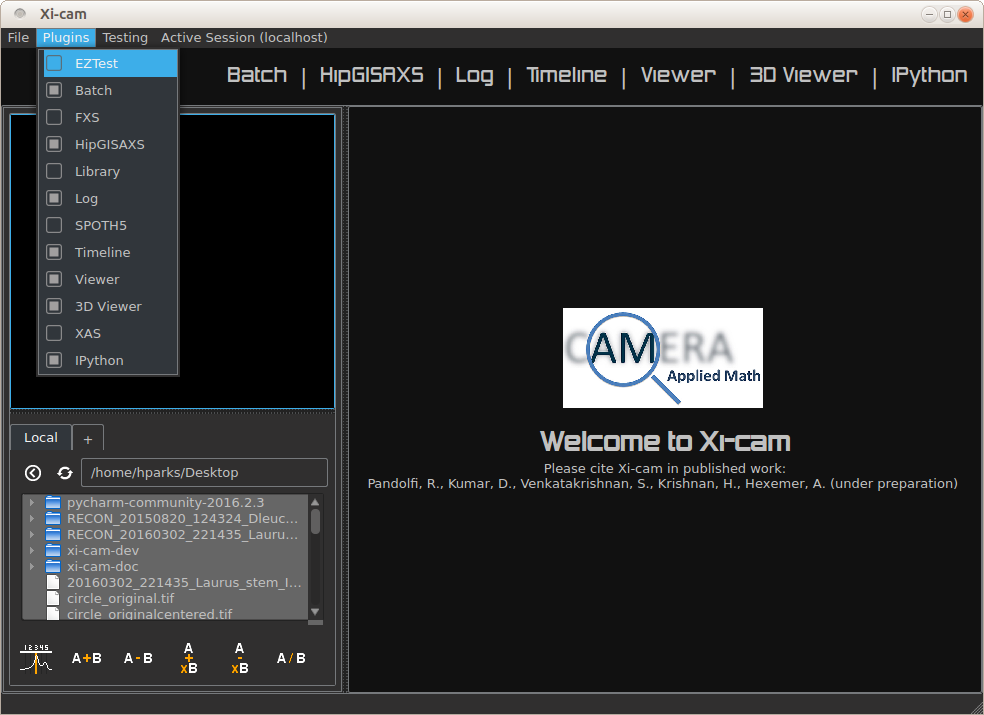 Xi-cam
File Plugins Testing Active Session (localhost)
Batch | HipGISAXS | Log | Timeline | Viewer | 3D Viewer | IPython
EZTest
Batch
FXS
HipGISAXS
Library
Log
SPOTH5
Timeline
Viewer
3D Viewer
XAS
IPython
CAMERA
Applied Math
Welcome to Xi-cam
Please cite Xi-cam in published work:
Pandolfi, R., Kumar, D., Venkatakrishnan, S., Krishnan, H., Hexemer, A. (under preparation)
Local +
/home/hparks/Desktop
pycharm-community-2016.2.3
RECON_20150820_124324_Dleuc...
RECON_20160302_221435_Lauru...
xi-cam-dev
xi-cam-doc
20160302_221435_Laurus_stem_I...
circle_original.tif
circle_originalcentered.tif
12345
A+B
A-B
A
+
xB
A
-
xB
A/B